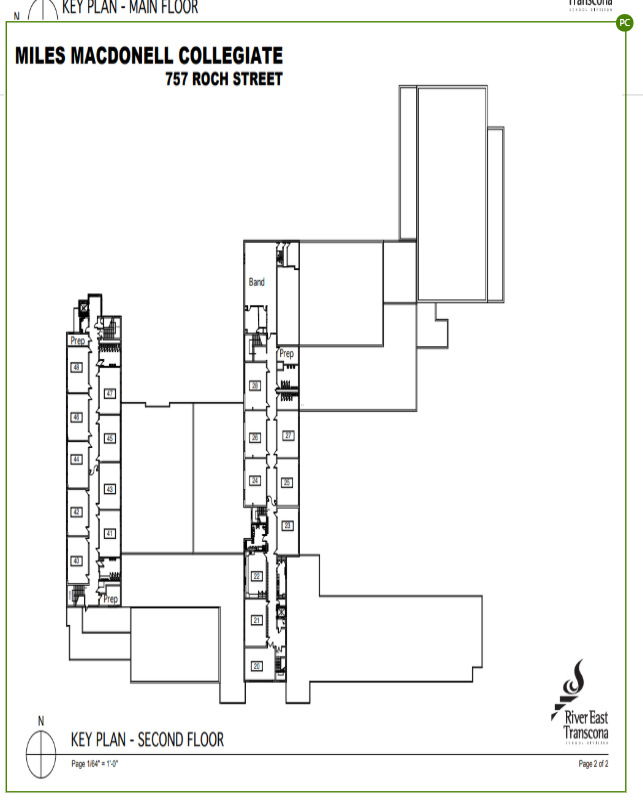 KEY PLAN - MAIN FLOOR
N
Transcona
PC
MILES MACDONELL COLLEGIATE
757 ROCH STREET
Band
Prep
Prep
48
47
28
46
45
26
27
44
24
25
43
42
41
23
40
22
Prep
21
20
N
KEY PLAN - SECOND FLOOR
Page 1/64" = 1'-0"
River East
Transcona
SCHOOL DIVISION
Page 2 of 2